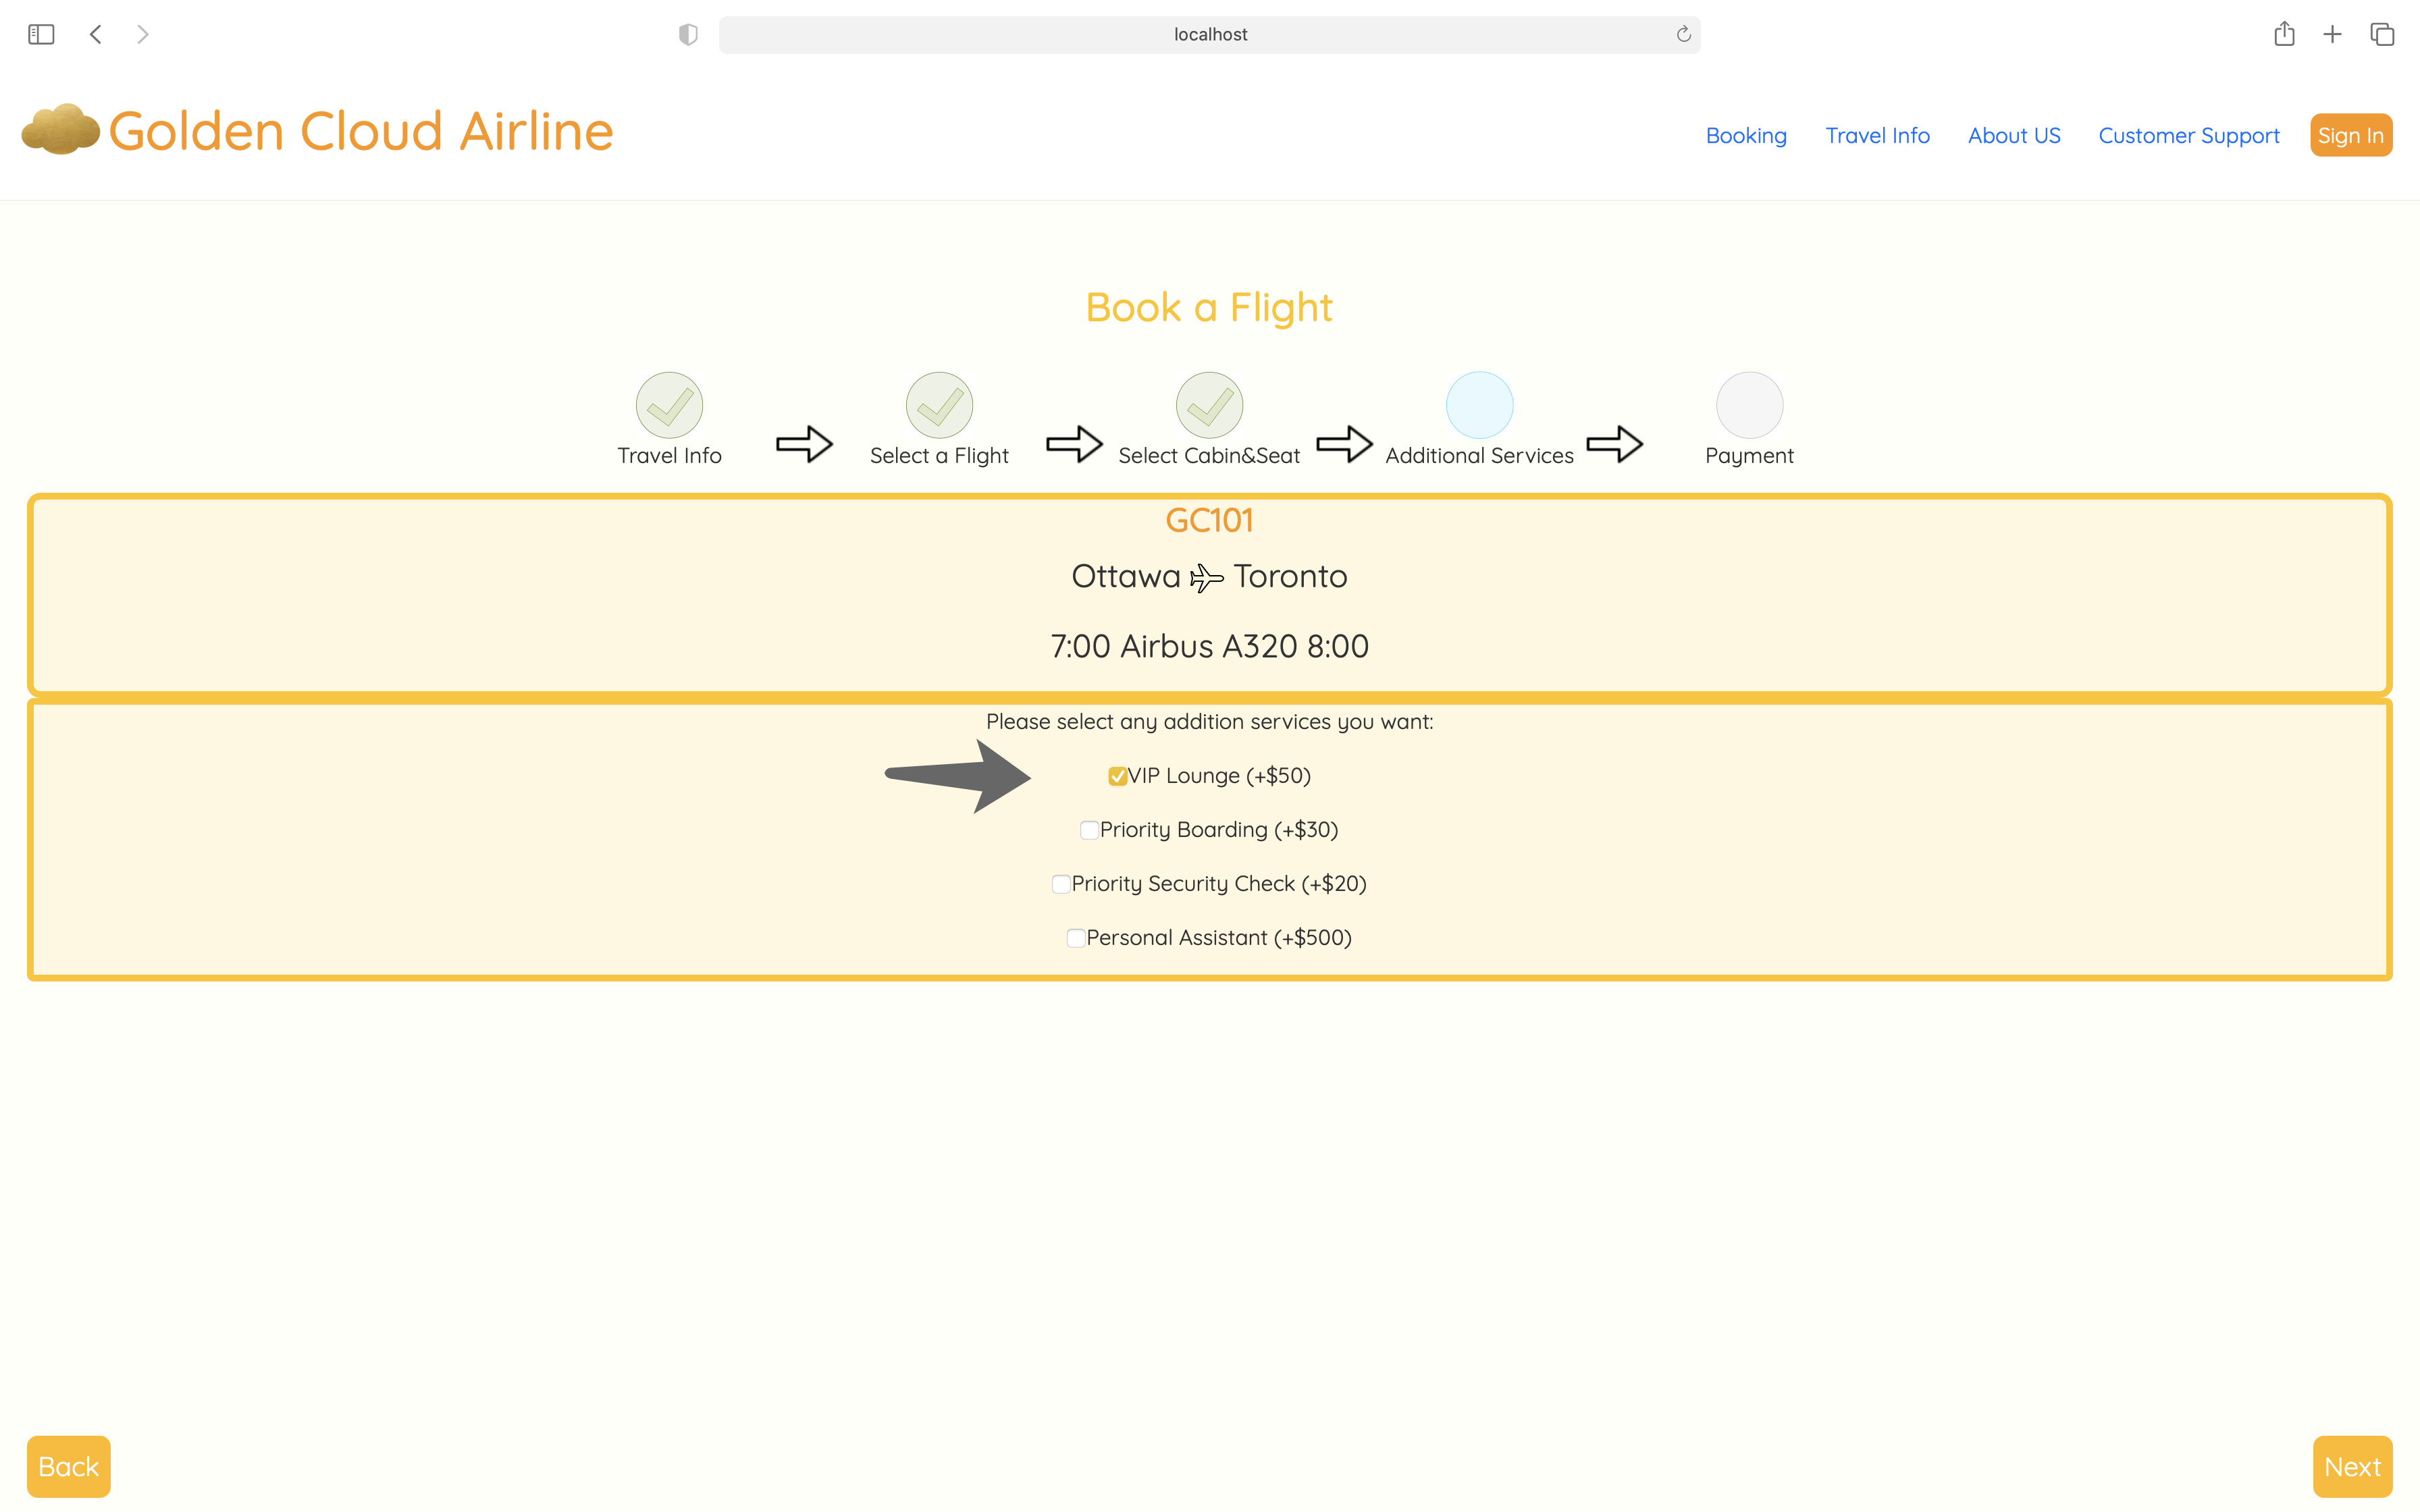 localhost
Golden Cloud Airline
Booking Travel Info About US Customer Support Sign In
Book a Flight
Travel Info Select a Flight Select Cabin&Seat Additional Services Payment
GC101
Ottawa Toronto
7:00 Airbus A320 8:00
Please select any addition services you want:
VIP Lounge (+$50)
Priority Boarding (+$30)
Priority Security Check (+$20)
Personal Assistant (+$500)
Back Next